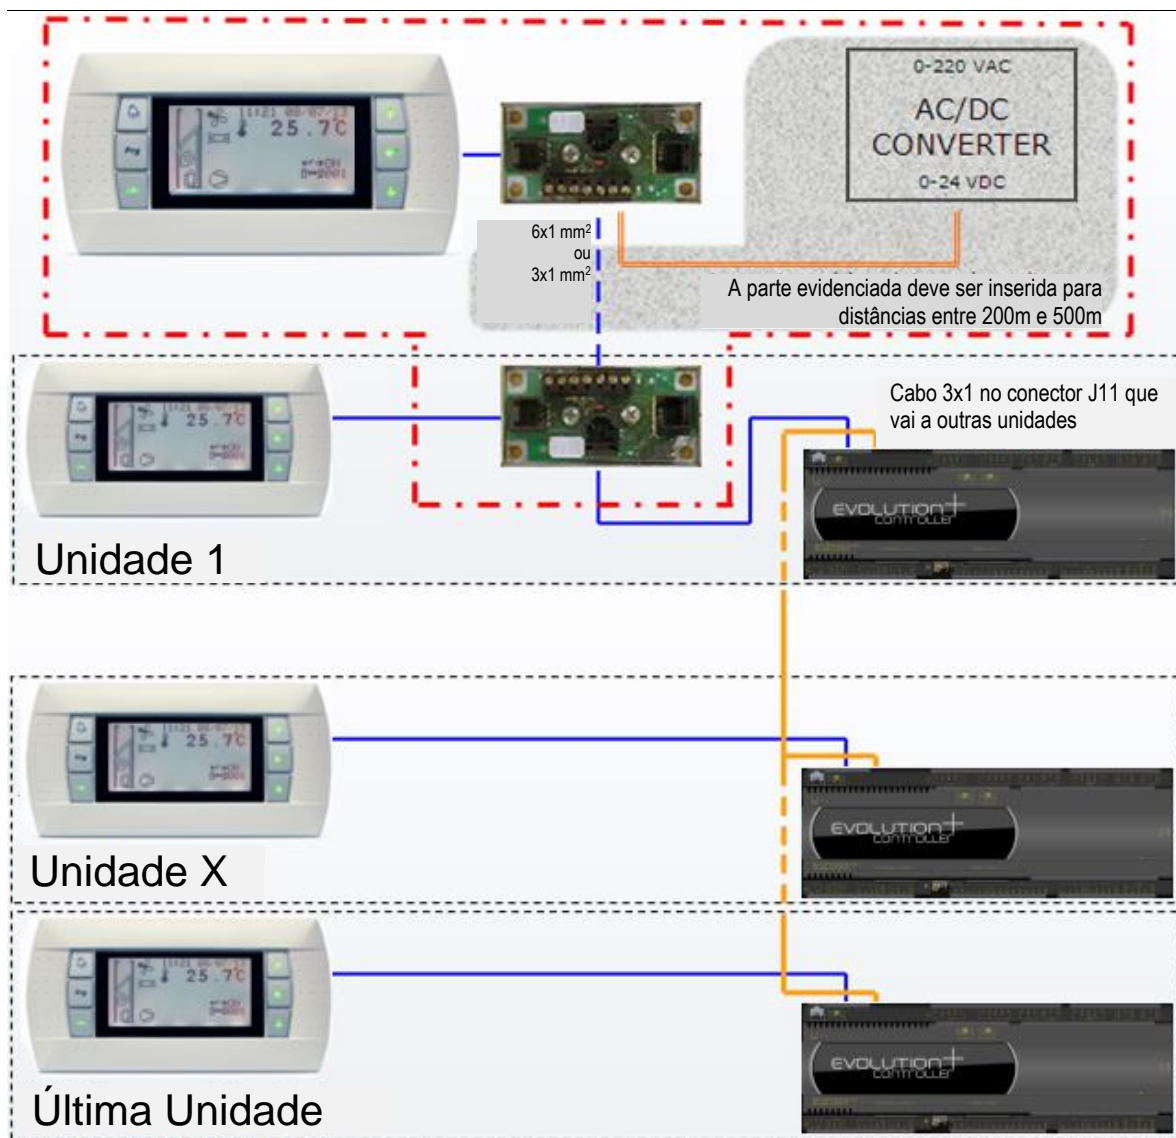 0-220 VAC
AC/DC
CONVERTER
0-24 VDC
25.7°C
Prg
6x1 mm²
ou
3x1 mm²
A parte evidenciada deve ser inserida para
distâncias entre 200m e 500m
25.7°C
Cabo 3x1 no conector J11 que
vai a outras unidades
EVOLUTION+
CONTROLLER
Unidade 1
25.7°C
EVOLUTION+
CONTROLLER
Unidade X
25.7°C
EVOLUTION+
CONTROLLER
Última Unidade